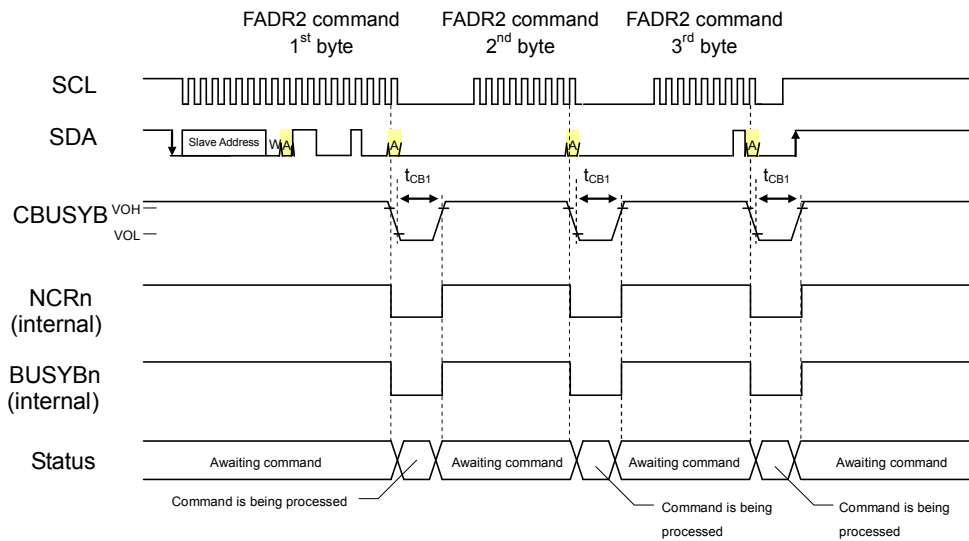 FADR2 command
1st byte
FADR2 command
2nd byte
FADR2 command
3rd byte
SCL
SDA
Slave Address
W
A
A
A
A
tCB1
tCB1
tCB1
CBUSYB
VOH
VOL
NCRn
(internal)
BUSYBn
(internal)
Status
Awaiting command
Awaiting command
Awaiting command
Awaiting command
Command is being processed
Command is being
processed
Command is being
processed